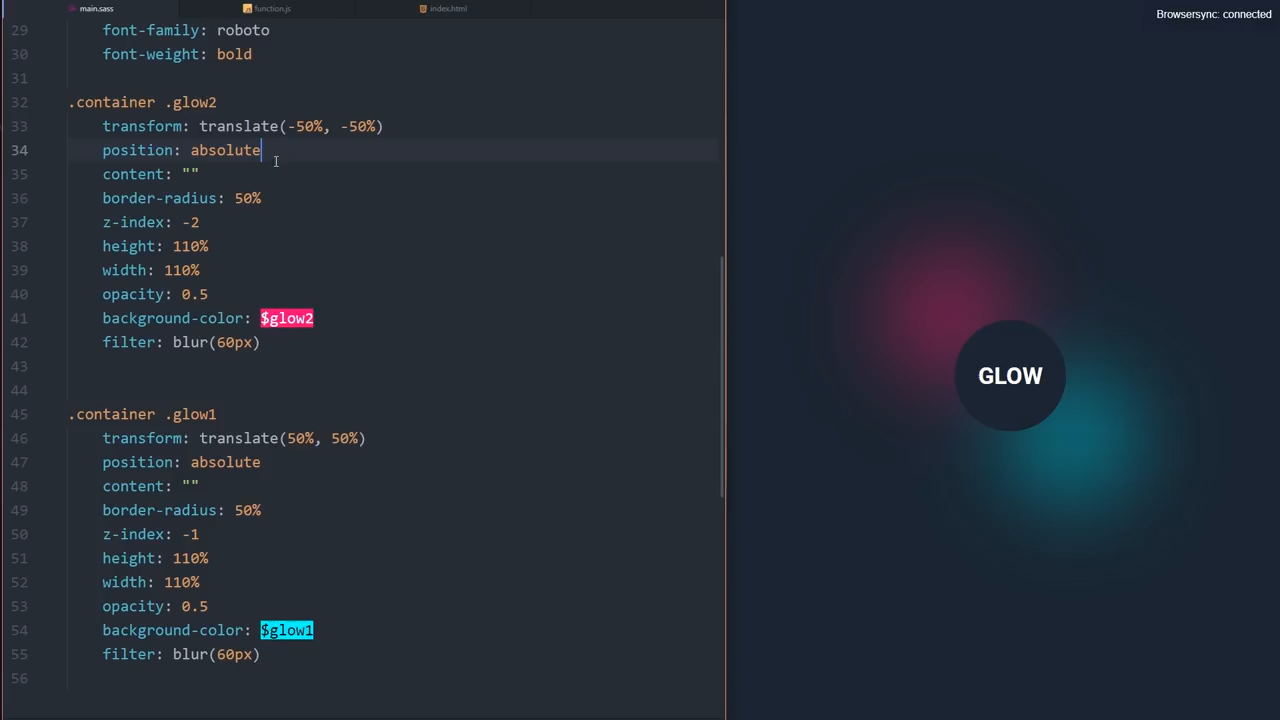 main.sass function.js index.html
Browsersync: connected
29 font-family: roboto
30 font-weight: bold
31
32 .container .glow2
33 transform: translate(-50%, -50%)
34 position: absolute
35 content: ""
36 border-radius: 50%
37 z-index: -2
38 height: 110%
39 width: 110%
40 opacity: 0.5
41 background-color: $glow2
42 filter: blur(60px)
43
44
45 .container .glow1
46 transform: translate(50%, 50%)
47 position: absolute
48 content: ""
49 border-radius: 50%
50 z-index: -1
51 height: 110%
52 width: 110%
53 opacity: 0.5
54 background-color: $glow1
55 filter: blur(60px)
56
GLOW